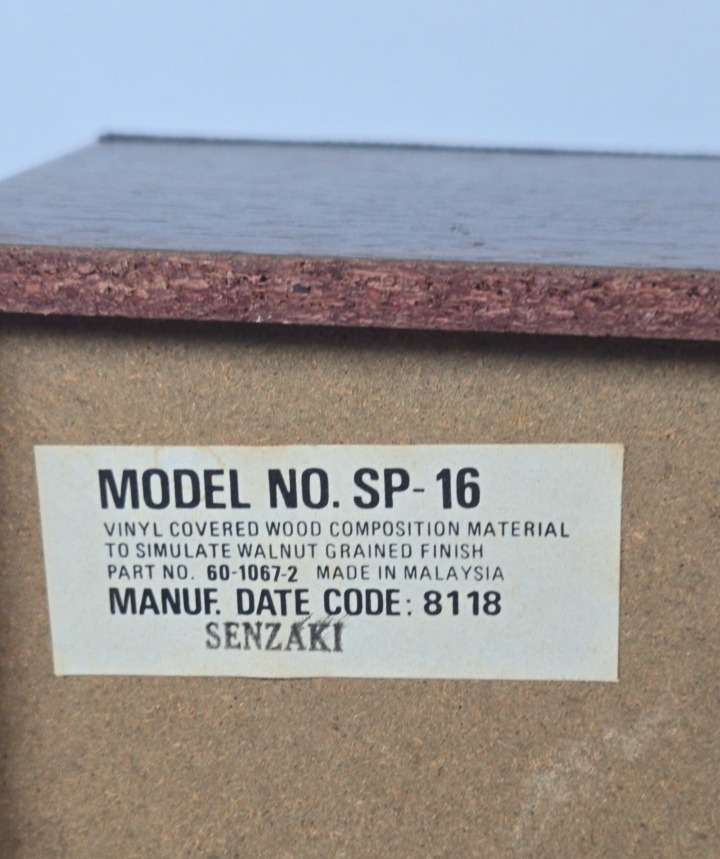 MODEL NO. SP-16
VINYL COVERED WOOD COMPOSITION MATERIAL
TO SIMULATE WALNUT GRAINED FINISH
PART NO. 60-1067-2 MADE IN MALAYSIA
MANUF. DATE CODE: 8118
SENZAKI